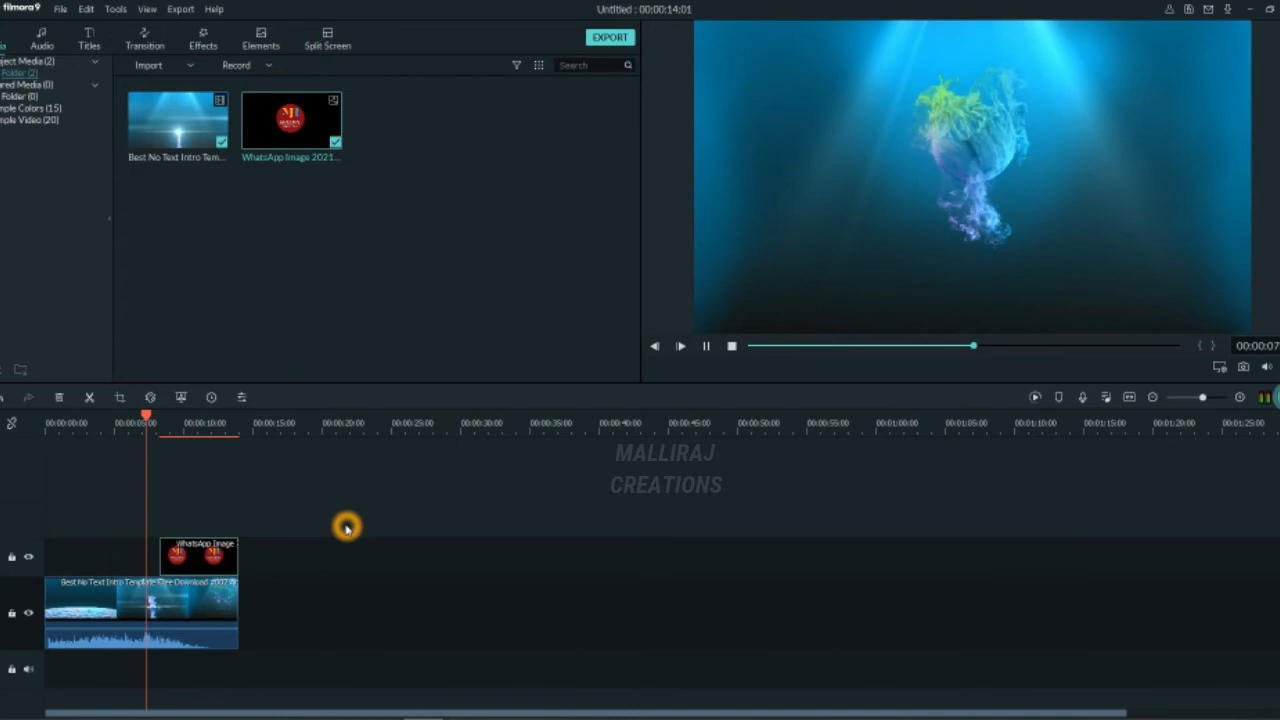 filmora9 File Edit Tools View Export Help Untitled : 00:00:14:01
Audio Titles Transition Effects Elements Split Screen EXPORT
ject Media (2) Import Record Search
Folder (2)
ared Media (0)
Folder (0)
mple Colors (15)
mple Video (20)
Best No Text Intro Tem... WhatsApp Image 2021...
00:00:07
00:00:00:00 00:00:05:00 00:00:10:00 00:00:15:00 00:00:20:00 00:00:25:00 00:00:30:00 00:00:35:00 00:00:40:00 00:00:45:00 00:00:50:00 00:00:55:00 00:01:00:00 00:01:05:00 00:01:10:00 00:01:15:00 00:01:20:00 00:01:25:00
MALLIRAJ
CREATIONS
WhatsApp Image
Best No Text Intro Template Free Download #007